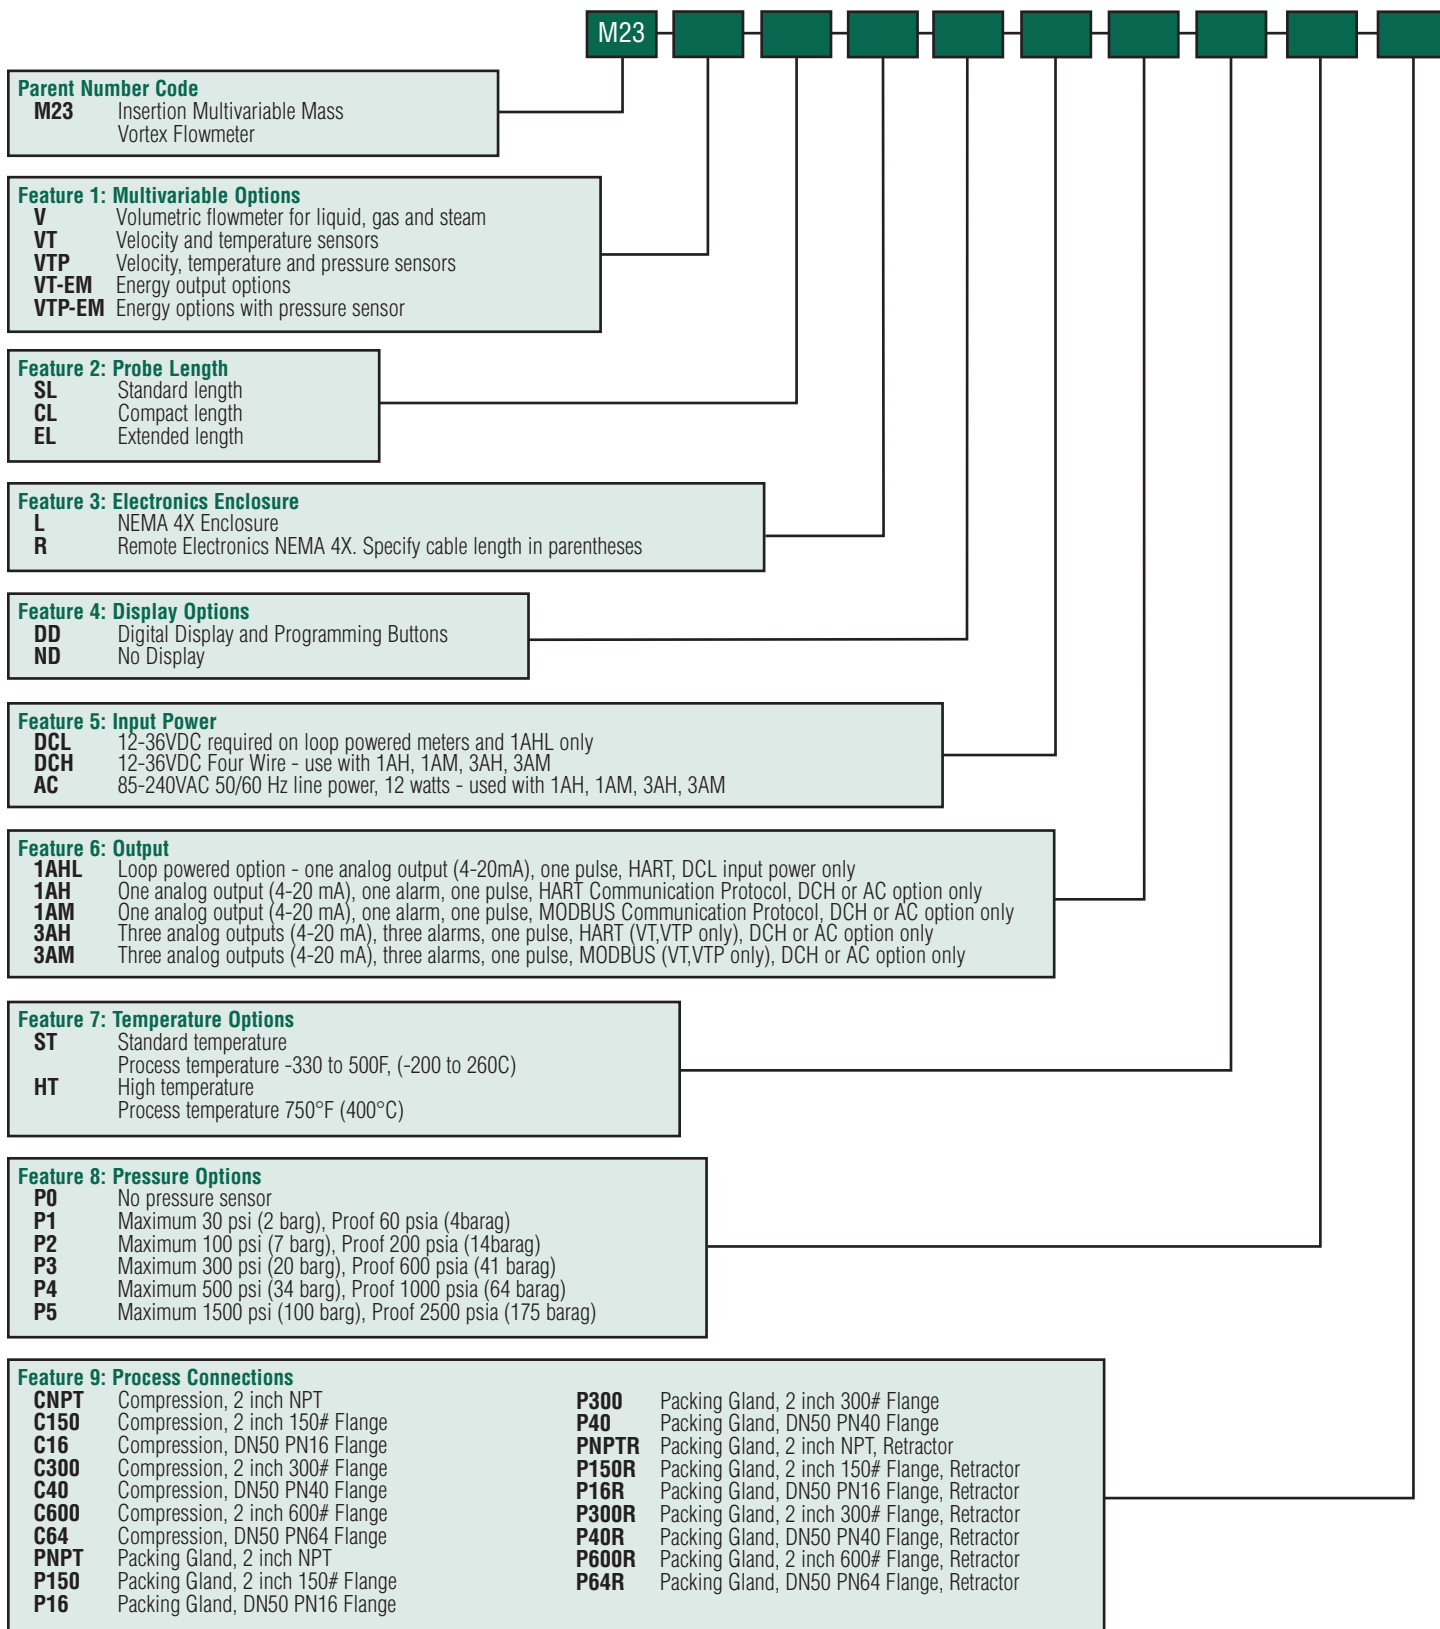 M23
Parent Number Code
M23 Insertion Multivariable Mass
Vortex Flowmeter
Feature 1: Multivariable Options
V Volumetric flowmeter for liquid, gas and steam
VT Velocity and temperature sensors
VTP Velocity, temperature and pressure sensors
VT-EM Energy output options
VTP-EM Energy options with pressure sensor
Feature 2: Probe Length
SL Standard length
CL Compact length
EL Extended length
Feature 3: Electronics Enclosure
L NEMA 4X Enclosure
R Remote Electronics NEMA 4X. Specify cable length in parentheses
Feature 4: Display Options
DD Digital Display and Programming Buttons
ND No Display
Feature 5: Input Power
DCL 12-36VDC required on loop powered meters and 1AHL only
DCH 12-36VDC Four Wire - use with 1AH, 1AM, 3AH, 3AM
AC 85-240VAC 50/60 Hz line power, 12 watts - used with 1AH, 1AM, 3AH, 3AM
Feature 6: Output
1AHL Loop powered option - one analog output (4-20mA), one pulse, HART, DCL input power only
1AH One analog output (4-20 mA), one alarm, one pulse, HART Communication Protocol, DCH or AC option only
1AM One analog output (4-20 mA), one alarm, one pulse, MODBUS Communication Protocol, DCH or AC option only
3AH Three analog outputs (4-20 mA), three alarms, one pulse, HART (VT,VTP only), DCH or AC option only
3AM Three analog outputs (4-20 mA), three alarms, one pulse, MODBUS (VT,VTP only), DCH or AC option only
Feature 7: Temperature Options
ST Standard temperature
Process temperature -330 to 500F, (-200 to 260C)
HT High temperature
Process temperature 750°F (400°C)
Feature 8: Pressure Options
P0 No pressure sensor
P1 Maximum 30 psi (2 barg), Proof 60 psia (4barag)
P2 Maximum 100 psi (7 barg), Proof 200 psia (14barag)
P3 Maximum 300 psi (20 barg), Proof 600 psia (41 barag)
P4 Maximum 500 psi (34 barg), Proof 1000 psia (64 barag)
P5 Maximum 1500 psi (100 barg), Proof 2500 psia (175 barag)
Feature 9: Process Connections
CNPT Compression, 2 inch NPT
C150 Compression, 2 inch 150# Flange
C16 Compression, DN50 PN16 Flange
C300 Compression, 2 inch 300# Flange
C40 Compression, DN50 PN40 Flange
C600 Compression, 2 inch 600# Flange
C64 Compression, DN50 PN64 Flange
PNPT Packing Gland, 2 inch NPT
P150 Packing Gland, 2 inch 150# Flange
P16 Packing Gland, DN50 PN16 Flange
P300 Packing Gland, 2 inch 300# Flange
P40 Packing Gland, DN50 PN40 Flange
PNPTR Packing Gland, 2 inch NPT, Retractor
P150R Packing Gland, 2 inch 150# Flange, Retractor
P16R Packing Gland, DN50 PN16 Flange, Retractor
P300R Packing Gland, 2 inch 300# Flange, Retractor
P40R Packing Gland, DN50 PN40 Flange, Retractor
P600R Packing Gland, 2 inch 600# Flange, Retractor
P64R Packing Gland, DN50 PN64 Flange, Retractor